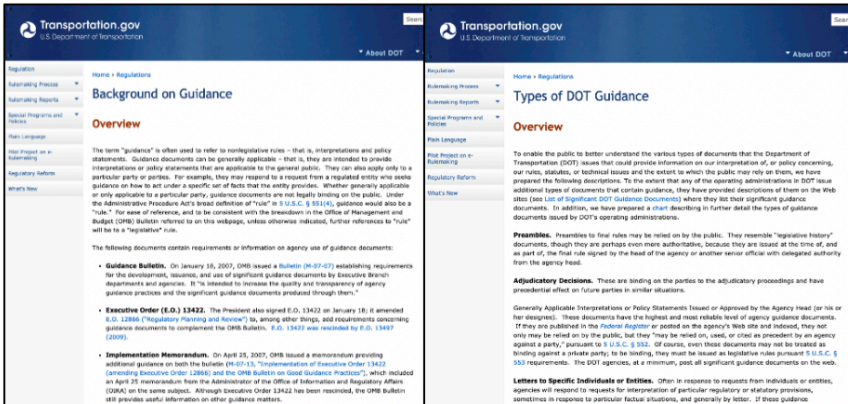 Transportation.gov
U.S. Department of Transportation
Sear
About DOT
Regulation
Rulemaking Process
Rulemaking Reports
Special Programs and
Policies
Plain Language
Pilot Project on e-
Rulemaking
Regulatory Reform
What's New
Home › Regulations
Background on Guidance
Overview
The term "guidance" is often used to refer to nonlegislative rules – that is, interpretations and policy
statements.  Guidance documents can be generally applicable – that is, they are intended to provide
interpretations or policy statements that are applicable to the general public.  They can also apply only to a
particular party or parties.  For example, they may respond to a request from a regulated entity who seeks
guidance on how to act under a specific set of facts that the entity provides.  Whether generally applicable
or only applicable to a particular party, guidance documents are not legally binding on the public.  Under
the Administrative Procedure Act's broad definition of "rule" in 5 U.S.C. § 551(4), guidance would also be a
"rule."  For ease of reference, and to be consistent with the breakdown in the Office of Management and
Budget (OMB) Bulletin referred to on this webpage, unless otherwise indicated, further references to "rule"
will be to a "legislative" rule.
The following documents contain requirements or information on agency use of guidance documents:
• Guidance Bulletin.  On January 18, 2007, OMB issued a Bulletin (M-07-07) establishing requirements
for the development, issuance, and use of significant guidance documents by Executive Branch
departments and agencies.  It "is intended to increase the quality and transparency of agency
guidance practices and the significant guidance documents produced through them."
• Executive Order (E.O.) 13422.  The President also signed E.O. 13422 on January 18; it amended
E.O. 12866 ("Regulatory Planning and Review") to, among other things, add requirements concerning
guidance documents to complement the OMB Bulletin.  E.O. 13422 was rescinded by E.O. 13497
(2009).
• Implementation Memorandum.  On April 25, 2007, OMB issued a memorandum providing
additional guidance on both the bulletin (M-07-13, "Implementation of Executive Order 13422
(amending Executive Order 12866) and the OMB Bulletin on Good Guidance Practices"), which included
an April 25 memorandum from the Administrator of the Office of Information and Regulatory Affairs
(OIRA) on the same subject.  Although Executive Order 13422 has been rescinded, the OMB Bulletin
still provides useful information on other guidance matters.
Transportation.gov
U.S. Department of Transportation
Sear
About DOT
Regulation
Rulemaking Process
Rulemaking Reports
Special Programs and
Policies
Plain Language
Pilot Project on e-
Rulemaking
Regulatory Reform
What's New
Home › Regulations
Types of DOT Guidance
Overview
To enable the public to better understand the various types of documents that the Department of
Transportation (DOT) issues that could provide information on our interpretation of, or policy concerning,
our rules, statutes, or technical issues and the extent to which the public may rely on them, we have
prepared the following descriptions.  To the extent that any of the operating administrations in DOT issue
additional types of documents that contain guidance, they have provided descriptions of them on the Web
sites (see List of Significant DOT Guidance Documents) where they list their significant guidance
documents.  In addition, we have prepared a chart describing in further detail the types of guidance
documents issued by DOT's operating administrations.
Preambles.  Preambles to final rules may be relied on by the public.  They resemble "legislative history"
documents, though they are perhaps even more authoritative, because they are issued at the time of, and
as part of, the final rule signed by the head of the agency or another senior official with delegated authority
from the agency head.
Adjudicatory Decisions.  These are binding on the parties to the adjudicatory proceedings and have
precedential effect on future parties in similar situations.
Generally Applicable Interpretations or Policy Statements Issued or Approved by the Agency Head (or his or
her designee).  These documents have the highest and most reliable level of agency guidance documents.
If they are published in the Federal Register or posted on the agency's Web site and indexed, they not
only may be relied on by the public, but they "may be relied on, used, or cited as precedent by an agency
against a party," pursuant to 5 U.S.C. § 552.  Of course, even these documents may not be treated as
binding against a private party; to be binding, they must be issued as legislative rules pursuant 5 U.S.C. §
553 requirements.  The DOT agencies, at a minimum, post all significant guidance documents on the web.
Letters to Specific Individuals or Entities.  Often in response to requests from individuals or entities,
agencies will respond to requests for interpretation of particular regulatory or statutory provisions,
sometimes in response to particular factual situations, and generally by letter.  If these guidance